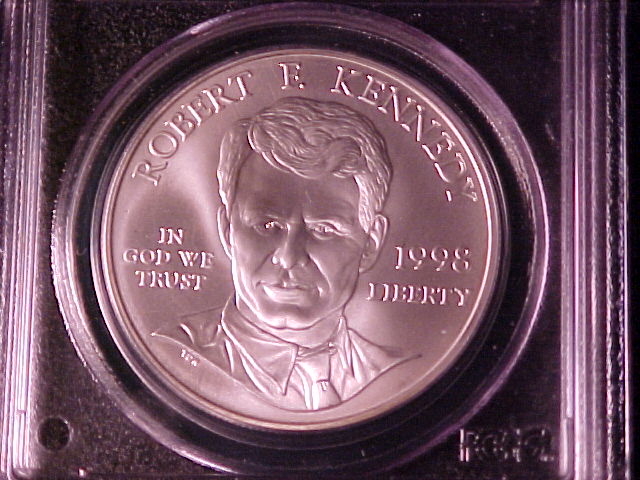 ROBERT F. KENNEDY
IN
GOD WE
TRUST
1998
LIBERTY
PCGS